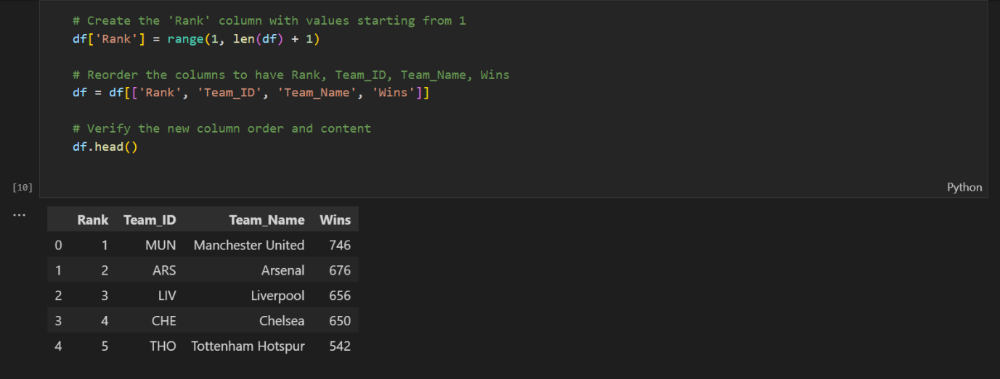 # Create the 'Rank' column with values starting from 1
df['Rank'] = range(1, len(df) + 1)
# Reorder the columns to have Rank, Team_ID, Team_Name, Wins
df = df[['Rank', 'Team_ID', 'Team_Name', 'Wins']]
# Verify the new column order and content
df.head()
[10]
Python
...
Rank Team_ID Team_Name Wins
0 1 MUN Manchester United 746
1 2 ARS Arsenal 676
2 3 LIV Liverpool 656
3 4 CHE Chelsea 650
4 5 THO Tottenham Hotspur 542